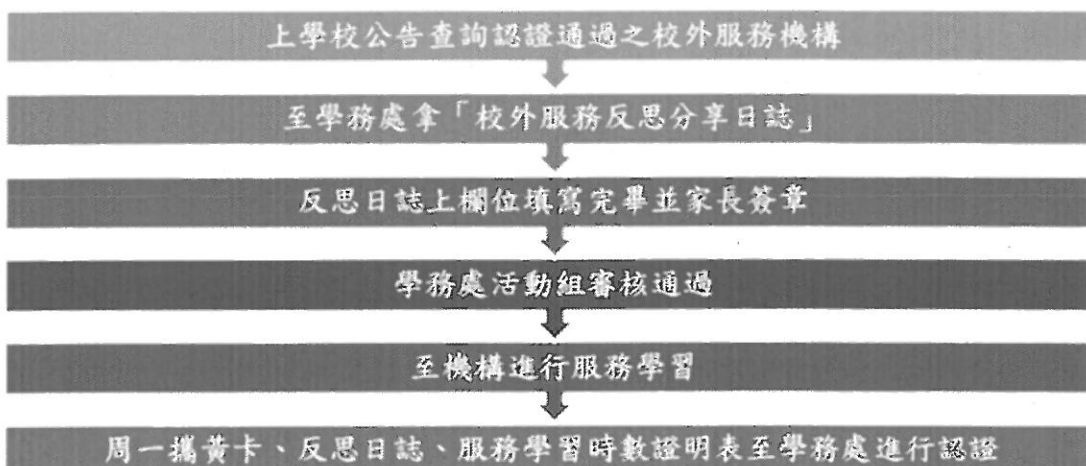 上學校公告查詢認證通過之校外服務機構
至學務處拿「校外服務反思分享日誌」
反思日誌上欄位填寫完畢並家長簽章
學務處活動組審核通過
至機構進行服務學習
周一攜黃卡、反思日誌、服務學習時數證明表至學務處進行認證